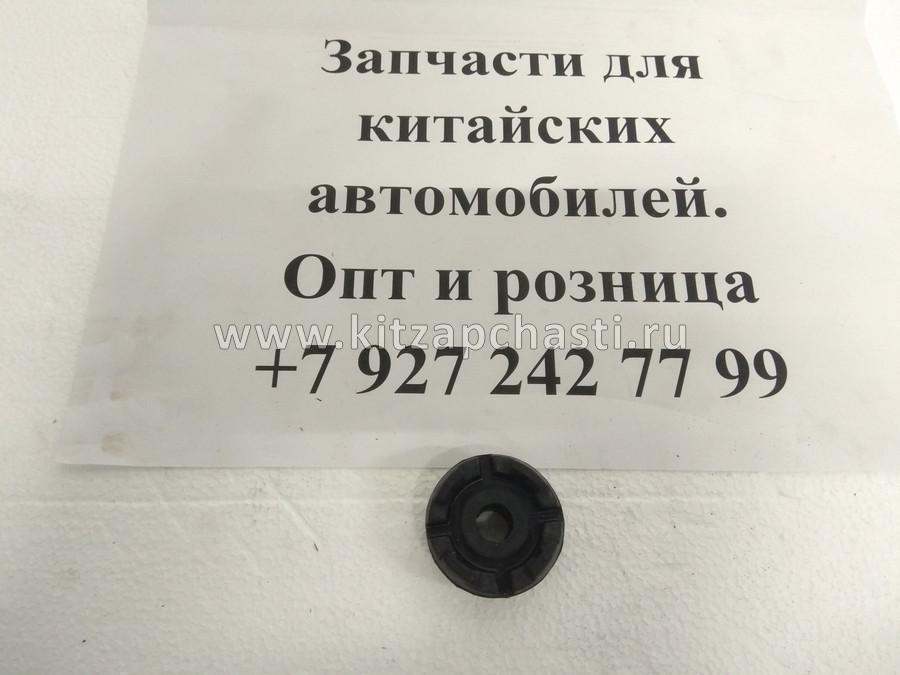 Запчасти для
китайских
автомобилей.
Опт и розница
www.kitzapchasti.ru
+7 927 242 77 99